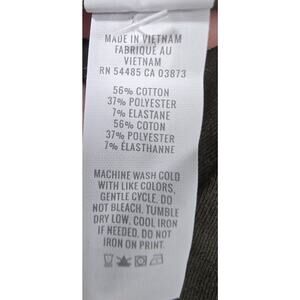 MADE IN VIETNAM
FABRIQUÉ AU
VIETNAM
RN 54485 CA 03873
56% COTTON
37% POLYESTER
7% ELASTANE
56% COTON
37% POLYESTER
7% ÉLASTHANNE
MACHINE WASH COLD
WITH LIKE COLORS,
GENTLE CYCLE. DO
NOT BLEACH. TUMBLE
DRY LOW, COOL IRON
IF NEEDED. DO NOT
IRON ON PRINT.